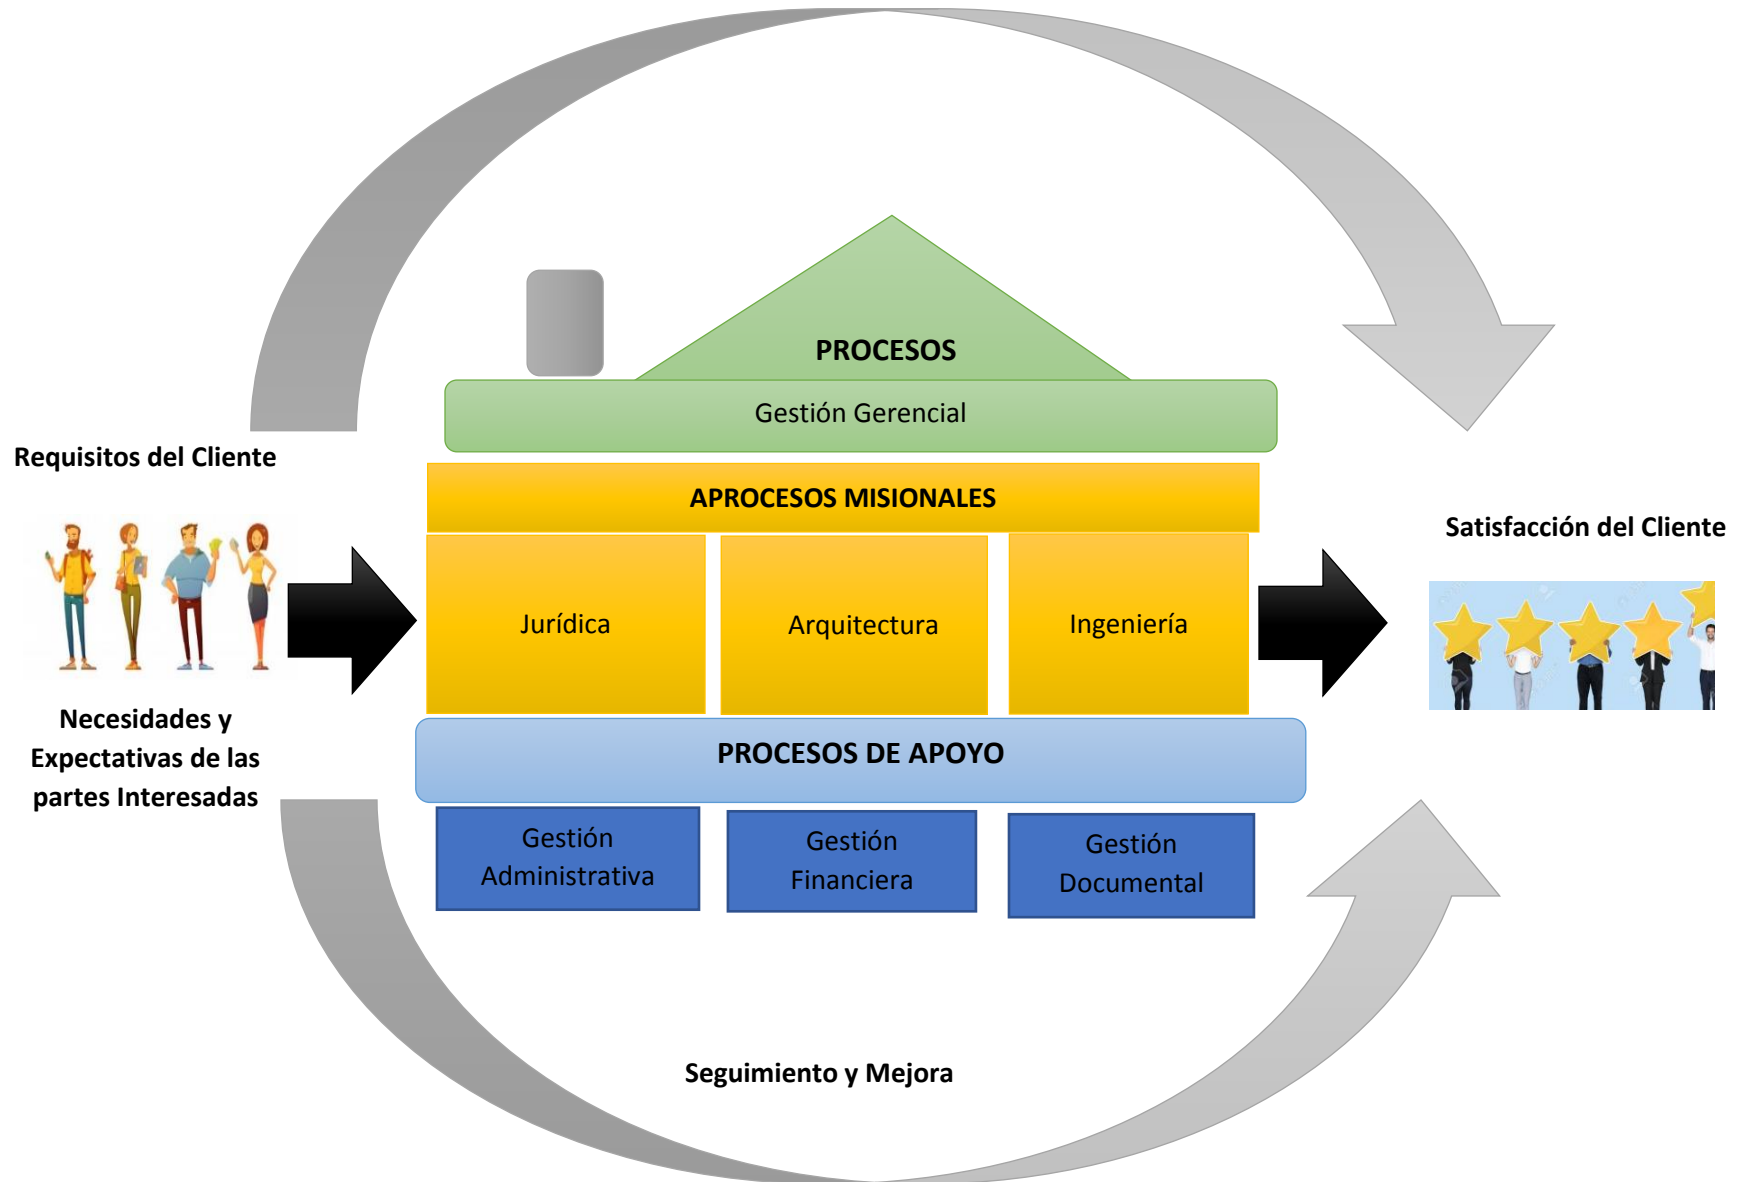 PROCESOS
Gestión Gerencial
Requisitos del Cliente
APROCESOS MISIONALES
Satisfacción del Cliente
Jurídica
Arquitectura
Ingeniería
Necesidades y
Expectativas de las
partes Interesadas
PROCESOS DE APOYO
Gestión
Administrativa
Gestión
Financiera
Gestión
Documental
Seguimiento y Mejora